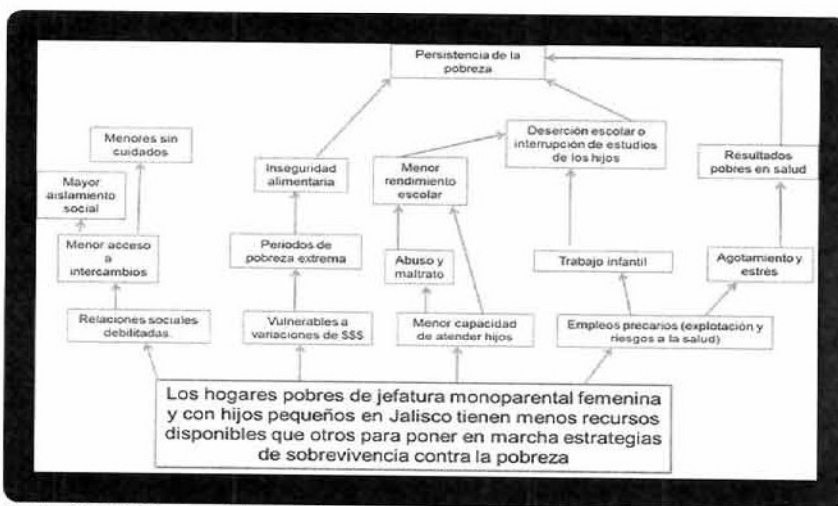 Persistencia de la
pobreza
Menores sin
cuidados
Deserción escolar o
interrupción de estudios
de los hijos
Resultados
pobres en salud
Inseguridad
alimentaria
Menor
rendimiento
escolar
Mayor
aislamiento
social
Menor acceso
a
intercambios
Periodos de
pobreza extrema
Abuso y
maltrato
Trabajo infantil
Agotamiento y
estrés
Relaciones sociales
debilitadas.
Vulnerables a
variaciones de $$$
Menor capacidad
de atender hijos
Empleos precarios (explotación y
riesgos a la salud)
Los hogares pobres de jefatura monoparental femenina
y con hijos pequeños en Jalisco tienen menos recursos
disponibles que otros para poner en marcha estrategias
de sobrevivencia contra la pobreza